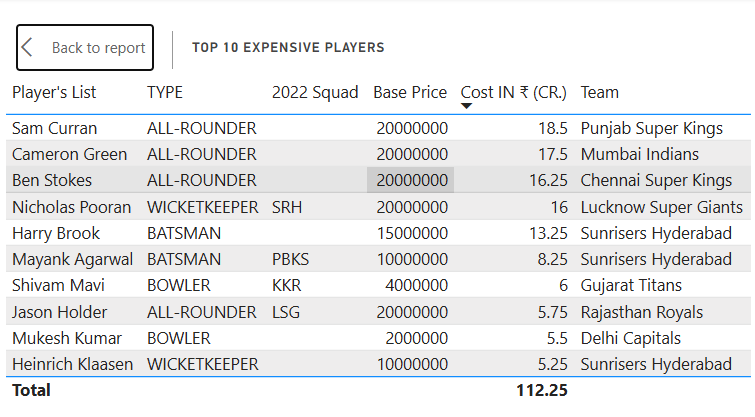 Back to report
TOP 10 EXPENSIVE PLAYERS
Player's List TYPE 2022 Squad Base Price Cost IN ₹ (CR.) Team
Sam Curran ALL-ROUNDER 20000000 18.5 Punjab Super Kings
Cameron Green ALL-ROUNDER 20000000 17.5 Mumbai Indians
Ben Stokes ALL-ROUNDER 20000000 16.25 Chennai Super Kings
Nicholas Pooran WICKETKEEPER SRH 20000000 16 Lucknow Super Giants
Harry Brook BATSMAN 15000000 13.25 Sunrisers Hyderabad
Mayank Agarwal BATSMAN PBKS 10000000 8.25 Sunrisers Hyderabad
Shivam Mavi BOWLER KKR 4000000 6 Gujarat Titans
Jason Holder ALL-ROUNDER LSG 20000000 5.75 Rajasthan Royals
Mukesh Kumar BOWLER 2000000 5.5 Delhi Capitals
Heinrich Klaasen WICKETKEEPER 10000000 5.25 Sunrisers Hyderabad
Total 112.25